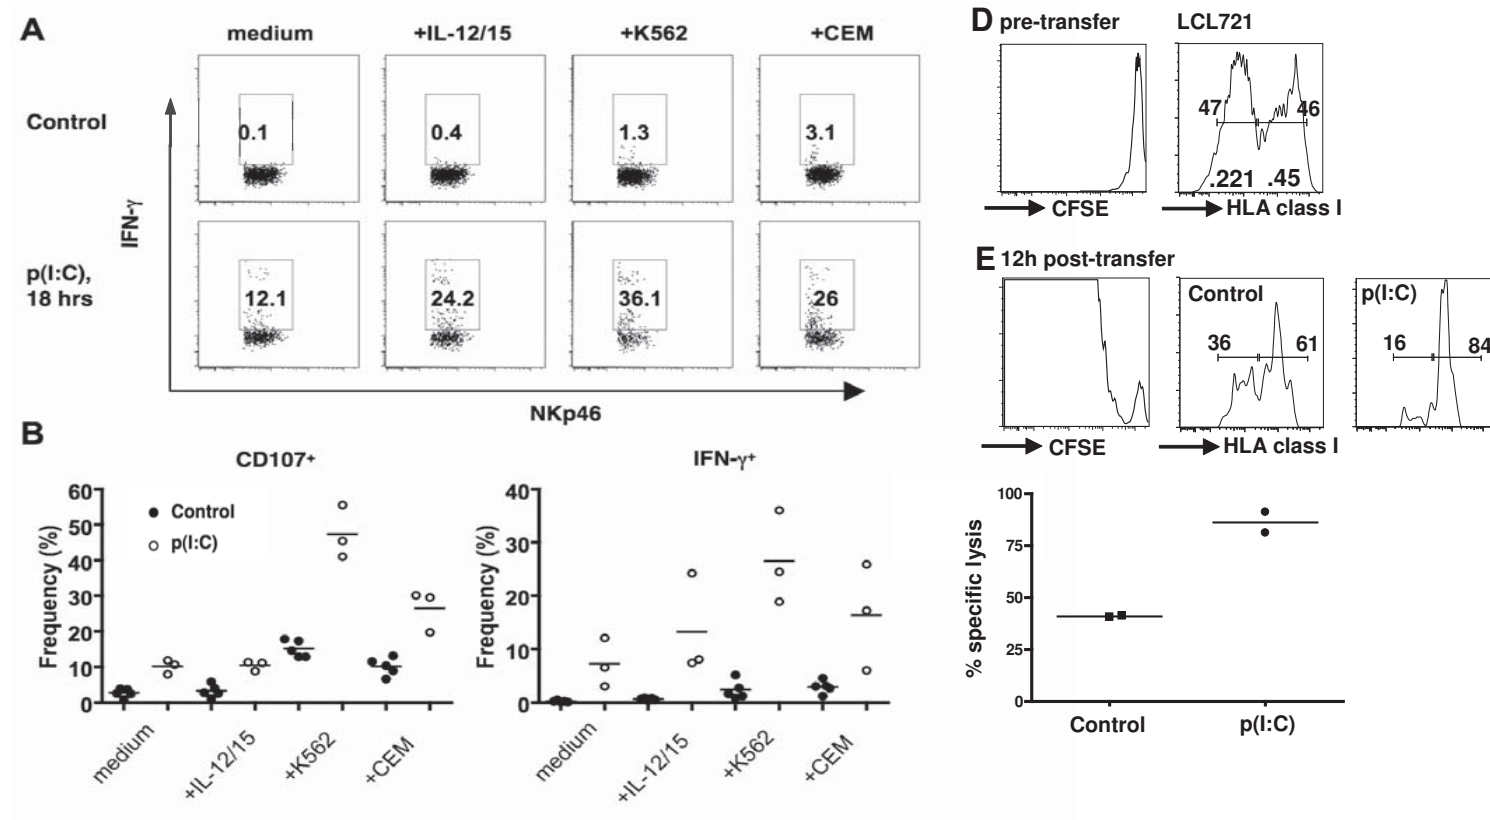 A
medium +IL-12/15 +K562 +CEM
Control
0.1 0.4 1.3 3.1
IFN-γ
p(I:C),
18 hrs
12.1 24.2 36.1 26
NKp46
B
CD107+
Frequency (%)
60
50
40
30
20
10
0
Control
p(I:C)
medium +IL-12/15 +K562 +CEM
IFN-γ+
Frequency (%)
40
30
20
10
0
medium +IL-12/15 +K562 +CEM
D pre-transfer LCL721
47 46
.221 .45
CFSE HLA class I
E 12h post-transfer
Control p(I:C)
36 61 16 84
CFSE HLA class I
% specific lysis
100
75
50
25
0
Control p(I:C)